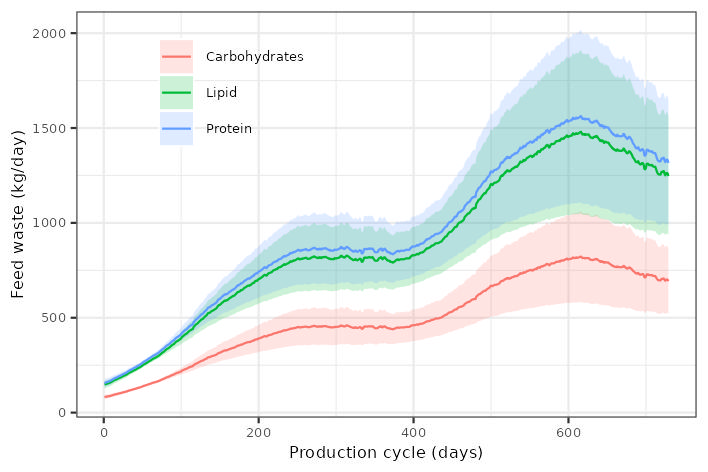 2000
1500
1000
500
0
Feed waste (kg/day)
Carbohydrates
Lipid
Protein
0 200 400 600
Production cycle (days)